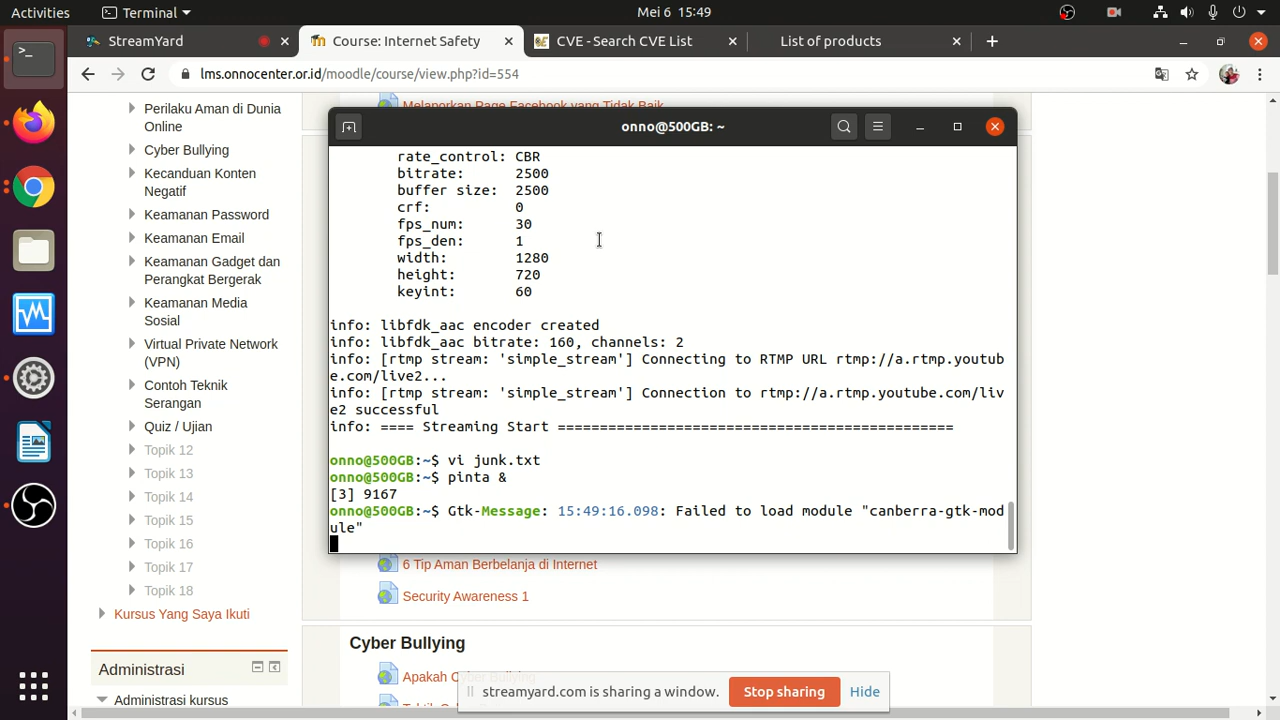 Activities
Terminal
Mei 6 15:49
StreamYard
Course: Internet Safety
CVE - Search CVE List
List of products
lms.onnocenter.or.id/moodle/course/view.php?id=554
Perilaku Aman di Dunia
Online
Cyber Bullying
Kecanduan Konten
Negatif
Keamanan Password
Keamanan Email
Keamanan Gadget dan
Perangkat Bergerak
Keamanan Media
Sosial
Virtual Private Network
(VPN)
Contoh Teknik
Serangan
Quiz / Ujian
Topik 12
Topik 13
Topik 14
Topik 15
Topik 16
Topik 17
Topik 18
Kursus Yang Saya Ikuti
Administrasi
Administrasi kursus
Melaporkan Page Facebook yang Tidak Baik
onno@500GB: ~
rate_control: CBR
bitrate: 2500
buffer size: 2500
crf: 0
fps_num: 30
fps_den: 1
width: 1280
height: 720
keyint: 60
info: libfdk_aac encoder created
info: libfdk_aac bitrate: 160, channels: 2
info: [rtmp stream: 'simple_stream'] Connecting to RTMP URL rtmp://a.rtmp.youtub
e.com/live2...
info: [rtmp stream: 'simple_stream'] Connection to rtmp://a.rtmp.youtube.com/liv
e2 successful
info: ==== Streaming Start ===============================================
onno@500GB:~$ vi junk.txt
onno@500GB:~$ pinta &
[3] 9167
onno@500GB:~$ Gtk-Message: 15:49:16.098: Failed to load module "canberra-gtk-mod
ule"
6 Tip Aman Berbelanja di Internet
Security Awareness 1
Cyber Bullying
Apakah Cyber Bullying
streamyard.com is sharing a window.
Stop sharing
Hide